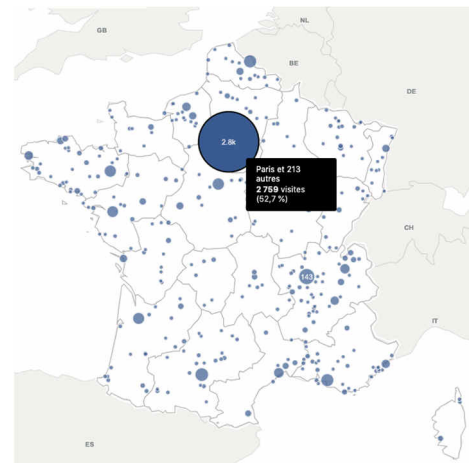 NL
GB
BE
DE
2.8k
Paris et 213
autres
2 759 visites
(52,7 %)
CH
143
IT
ES